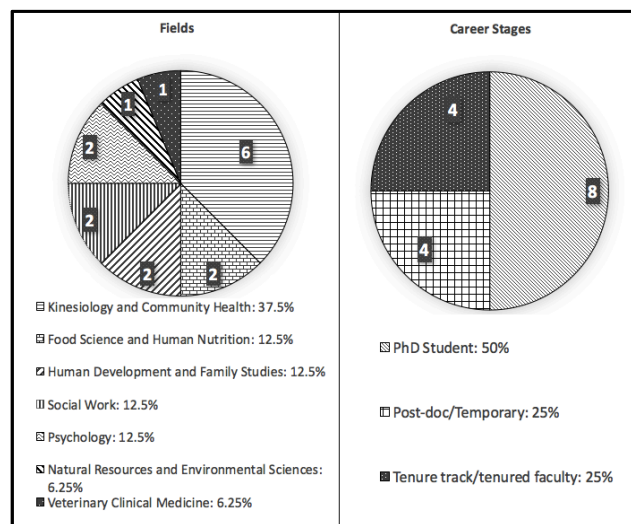 Fields
1
1
6
2
2
2
2
Kinesiology and Community Health: 37.5%
Food Science and Human Nutrition: 12.5%
Human Development and Family Studies: 12.5%
Social Work: 12.5%
Psychology: 12.5%
Natural Resources and Environmental Sciences:
6.25%
Veterinary Clinical Medicine: 6.25%
Career Stages
4
8
4
PhD Student: 50%
Post-doc/Temporary: 25%
Tenure track/tenured faculty: 25%